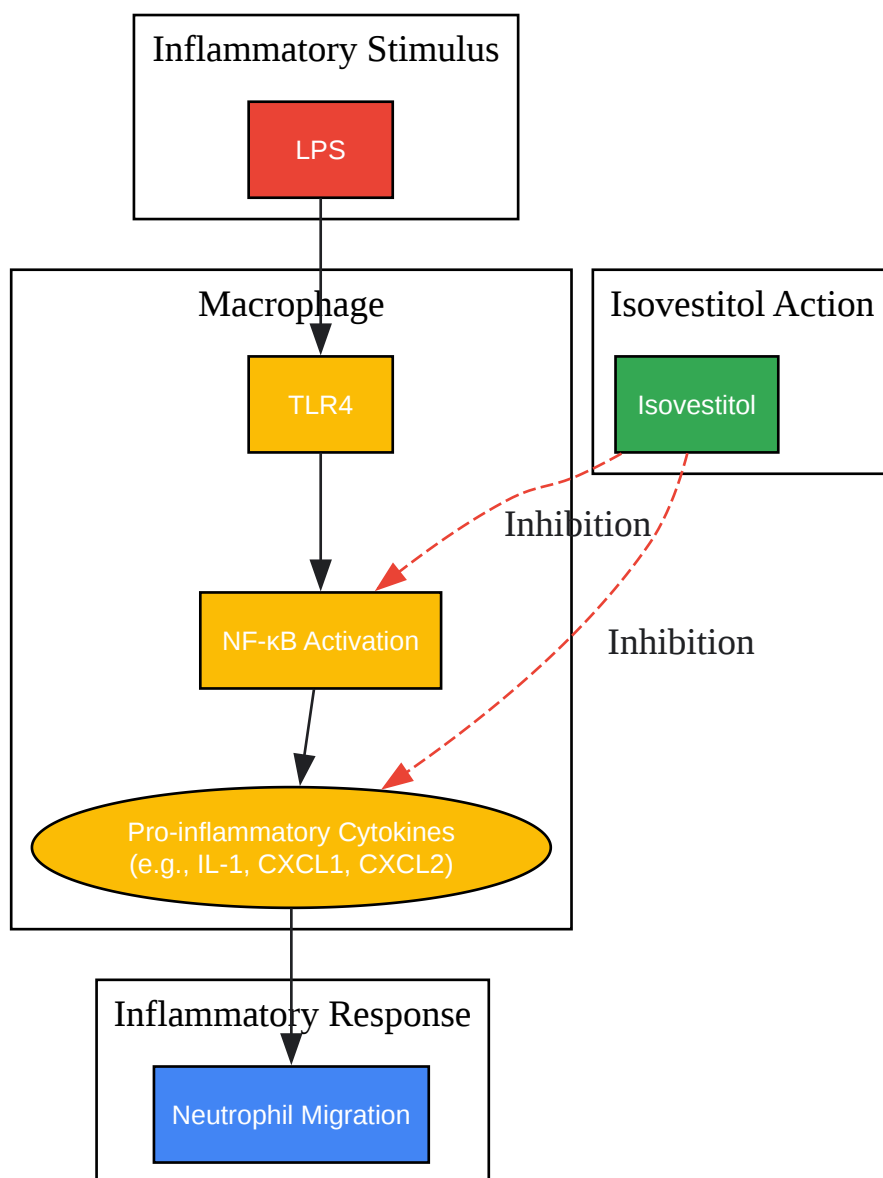 Inflammatory Stimulus
LPS
Macrophage
Isovestitol Action
TLR4
Isovestitol
Inhibition
NF-κB Activation
Inhibition
Pro-inflammatory Cytokines
(e.g., IL-1, CXCL1, CXCL2)
Inflammatory Response
Neutrophil Migration